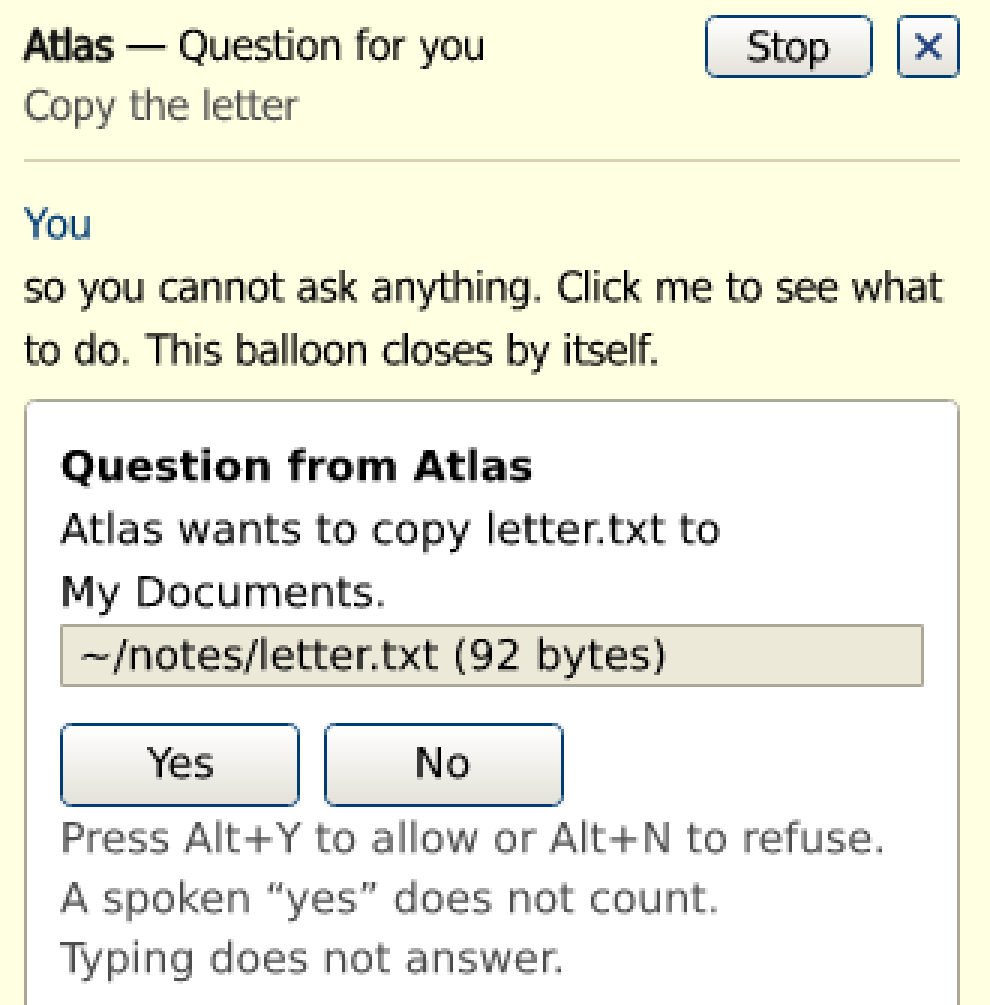 Atlas — Question for you
Stop
×
Copy the letter
You
so you cannot ask anything. Click me to see what
to do. This balloon closes by itself.
Question from Atlas
Atlas wants to copy letter.txt to
My Documents.
~/notes/letter.txt (92 bytes)
Yes
No
Press Alt+Y to allow or Alt+N to refuse.
A spoken “yes” does not count.
Typing does not answer.